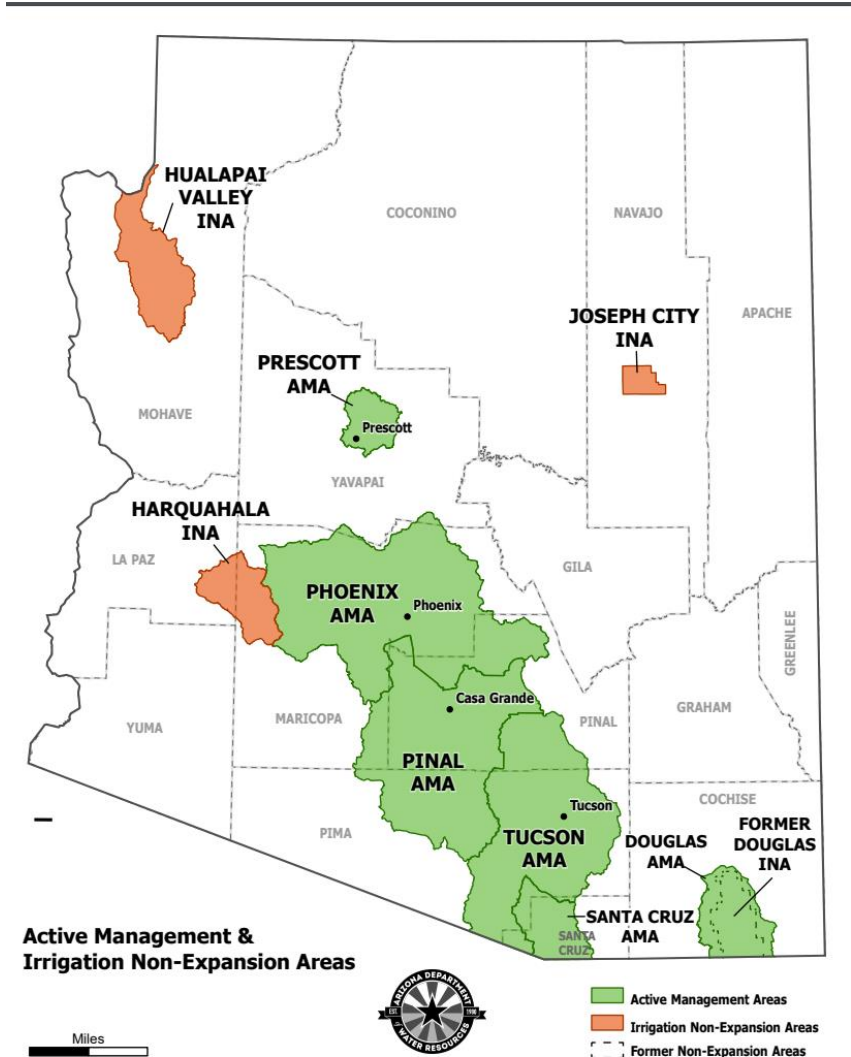 HUALAPAI
VALLEY
INA
COCONINO
NAVAJO
APACHE
JOSEPH CITY
INA
PRESCOTT
AMA
Prescott
MOHAVE
YAVAPAI
HARQUAHALA
INA
LA PAZ
GILA
PHOENIX
AMA
Phoenix
GREENLEE
Casa Grande
YUMA
MARICOPA
PINAL
GRAHAM
PINAL
AMA
COCHISE
Tucson
PIMA
TUCSON
AMA
DOUGLAS
AMA
FORMER
DOUGLAS
INA
SANTA CRUZ
AMA
SANTA
CRUZ
Active Management &
Irrigation Non-Expansion Areas
ARIZONA DEPARTMENT
of WATER RESOURCES
EST.
1980
Miles
Active Management Areas
Irrigation Non-Expansion Areas
Former Non-Expansion Areas